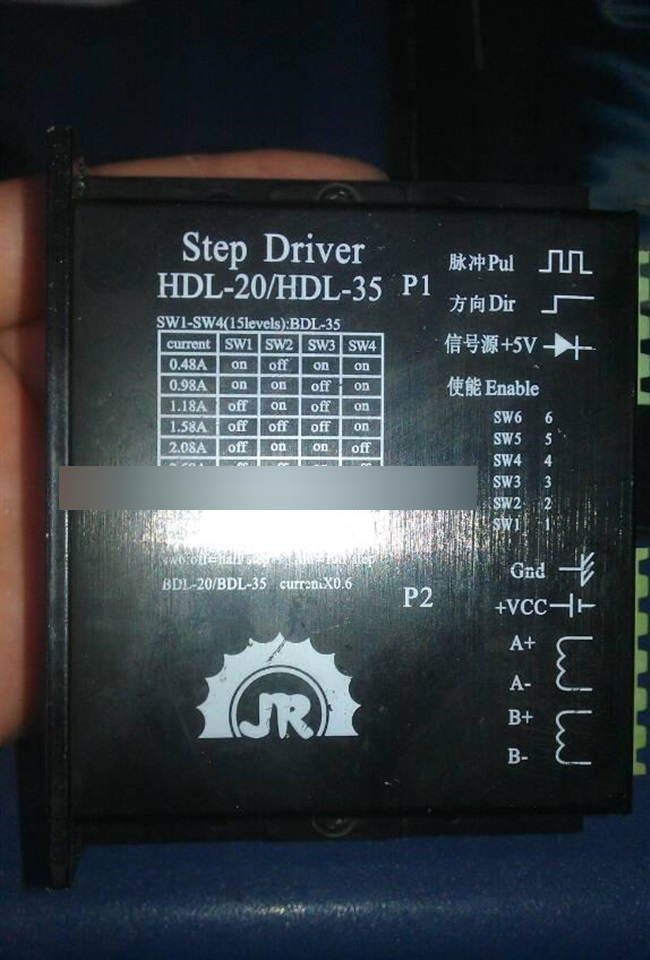 Step Driver
HDL-20/HDL-35
SW1-SW4(15levels):BDL-35
current SW1 SW2 SW3 SW4
0.48A on off on on
0.98A on on off on
1.18A off on off on
1.58A off off off on
2.08A off on on off
BDL-20/BDL-35 currentX0.6
JR
P1
脉冲Pul
方向Dir
信号源+5V
使能Enable
SW6 6
SW5 5
SW4 4
SW3 3
SW2 2
SW1 1
P2
Gnd
+VCC
A+
A-
B+
B-